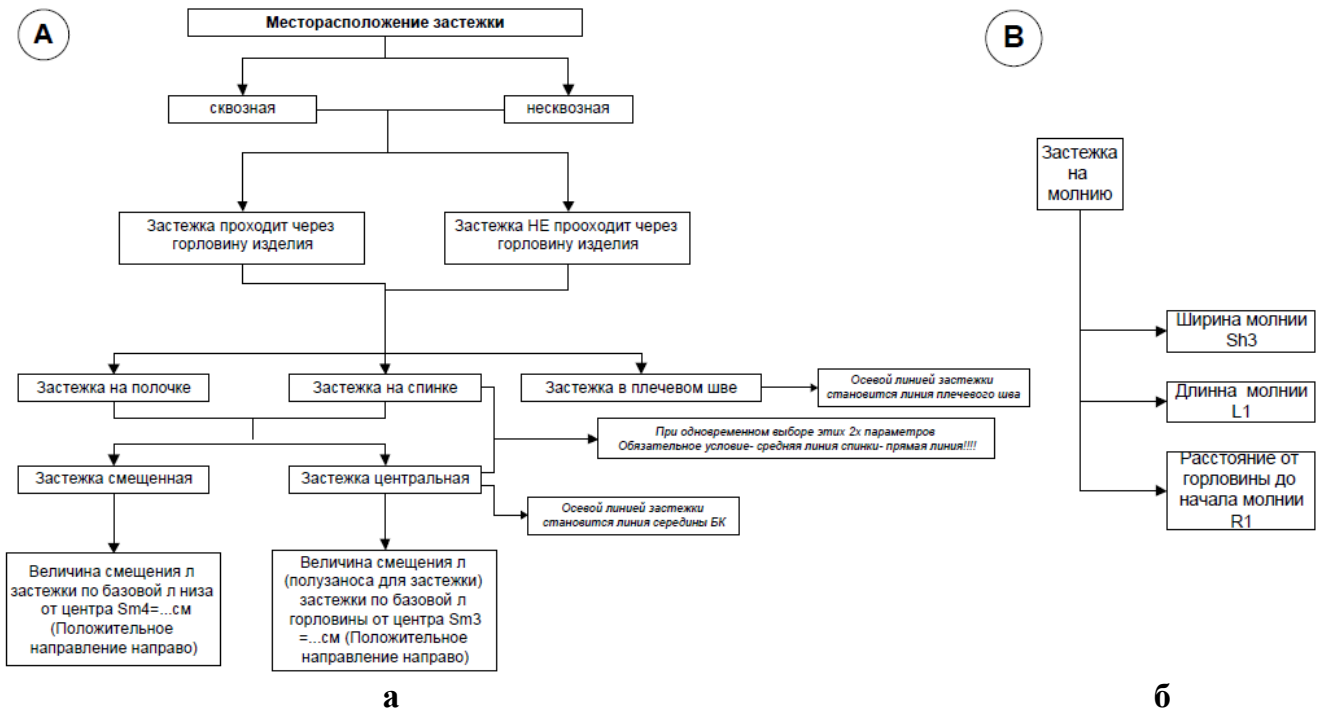 А
Месторасположение застежки
В
сквозная
несквозная
Застежка
на
молнию
Застежка проходит через
горловину изделия
Застежка НЕ прооходит через
горловину изделия
Ширина молнии
Sh3
Застежка на полочке
Застежка на спинке
Застежка в плечевом шве
Осевой линией застежки
становится линия плечевого шва
Длинна молнии
L1
При одновременном выборе этих 2х параметров
Обязательное условие- средняя линия спинки- прямая линия!!!!
Застежка смещенная
Застежка центральная
Расстояние от
горловины до
начала молнии
R1
Осевой линией застежки
становится линия середины БК
Величина смещения л
застежки по базовой л низа
от центра Sm4=...см
(Положительное
направление направо)
Величина смещения л
(полузаноса для застежки)
застежки по базовой л
горловины от центра Sm3
=...см (Положительное
направление направо)
а
б